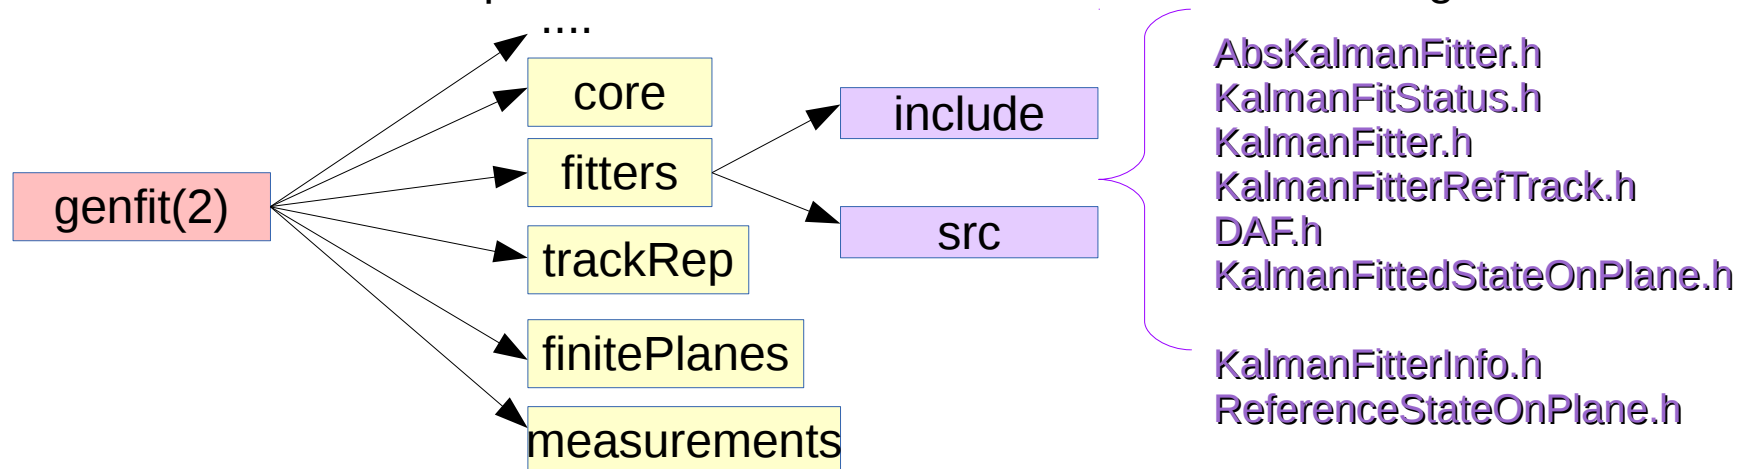 ....
core
fitters
genfit(2)
trackRep
finitePlanes
measurements
include
src
AbsKalmanFitter.h
KalmanFitStatus.h
KalmanFitter.h
KalmanFitterRefTrack.h
DAF.h
KalmanFittedStateOnPlane.h
KalmanFitterInfo.h
ReferenceStateOnPlane.h